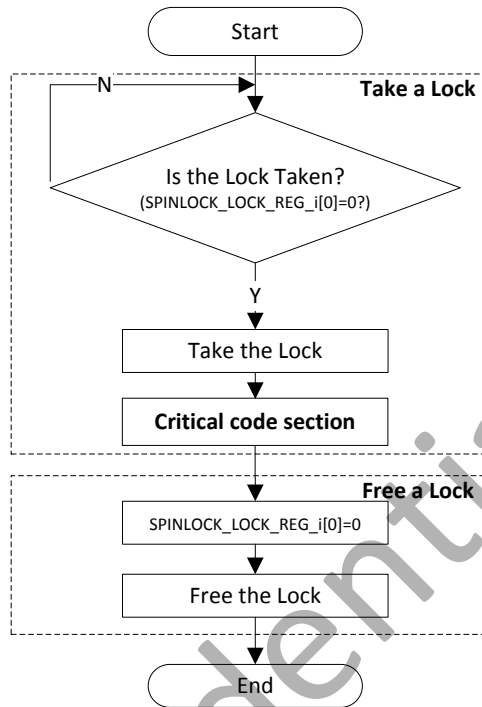 Start
N
Take a Lock
Is the Lock Taken?
(SPINLOCK_LOCK_REG_i[0]=0?)
Y
Take the Lock
Critical code section
Free a Lock
SPINLOCK_LOCK_REG_i[0]=0
Free the Lock
End